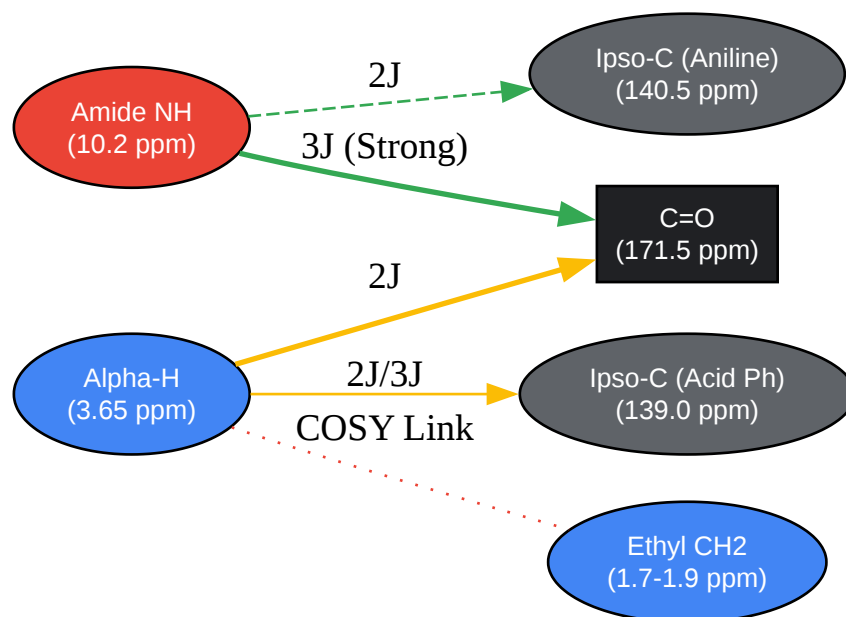 Ipso-C (Aniline)
(140.5 ppm)
2J
Amide NH
(10.2 ppm)
3J (Strong)
C=O
(171.5 ppm)
2J
Alpha-H
(3.65 ppm)
2J/3J
Ipso-C (Acid Ph)
(139.0 ppm)
COSY Link
Ethyl CH2
(1.7-1.9 ppm)